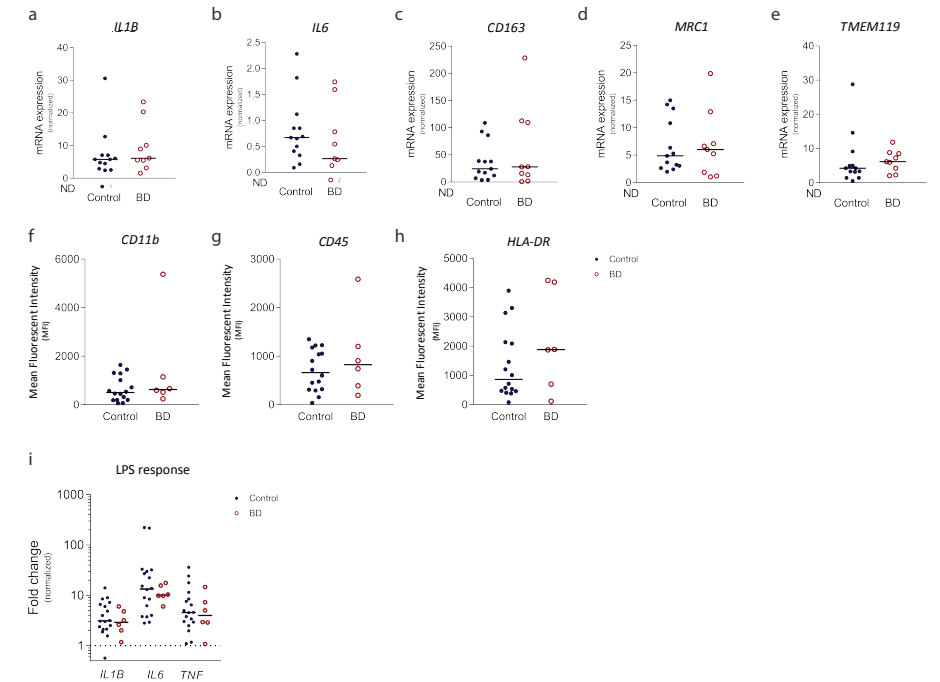 a
IL1B
mRNA expression
(normalized)
40
30
20
10
0
ND
1
Control
BD
b
IL6
mRNA expression
(normalized)
2.5
2.0
1.5
1.0
0.5
0.0
ND
2
Control
BD
c
CD163
mRNA expression
(normalized)
250
200
150
100
50
0
ND
Control
BD
d
MRC1
mRNA expression
(normalized)
25
20
15
10
5
0
ND
Control
BD
e
TMEM119
mRNA expression
(normalized)
40
30
20
10
0
ND
Control
BD
f
CD11b
Mean Fluorescent Intensity
(MFI)
6000
4000
2000
0
Control
BD
g
CD45
Mean Fluorescent Intensity
(MFI)
3000
2000
1000
0
Control
BD
h
HLA-DR
Mean Fluorescent Intensity
(MFI)
5000
4000
3000
2000
1000
0
Control
BD
Control
BD
i
LPS response
Fold change
(normalized)
1000
100
10
1
IL1B
IL6
TNF
Control
BD